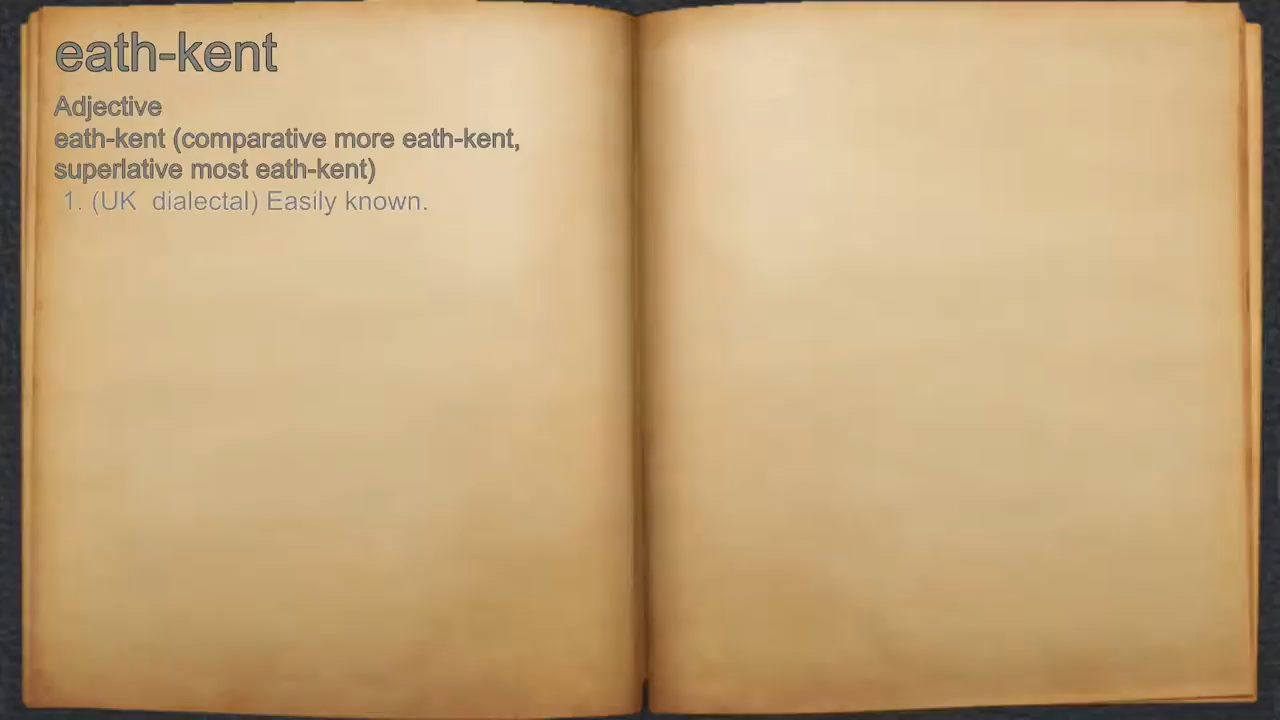 eath-kent
Adjective
eath-kent (comparative more eath-kent,
superlative most eath-kent)
1. (UK dialectal) Easily known.